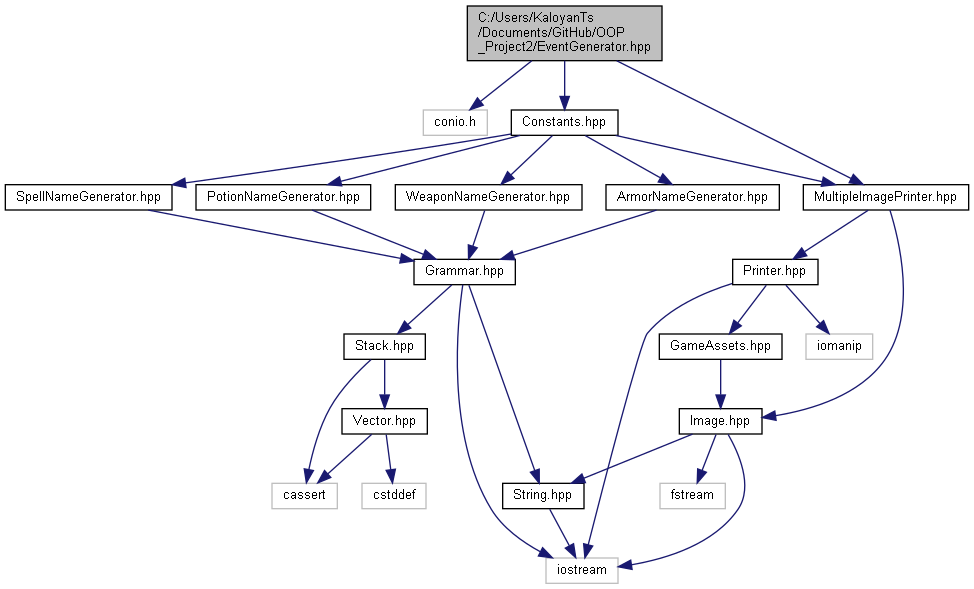 C:/Users/KaloyanTs
/Documents/GitHub/OOP
_Project2/EventGenerator.hpp
conio.h
Constants.hpp
SpellNameGenerator.hpp
PotionNameGenerator.hpp
WeaponNameGenerator.hpp
ArmorNameGenerator.hpp
MultipleImagePrinter.hpp
Grammar.hpp
Printer.hpp
Stack.hpp
GameAssets.hpp
iomanip
Vector.hpp
Image.hpp
cassert
cstddef
String.hpp
fstream
iostream